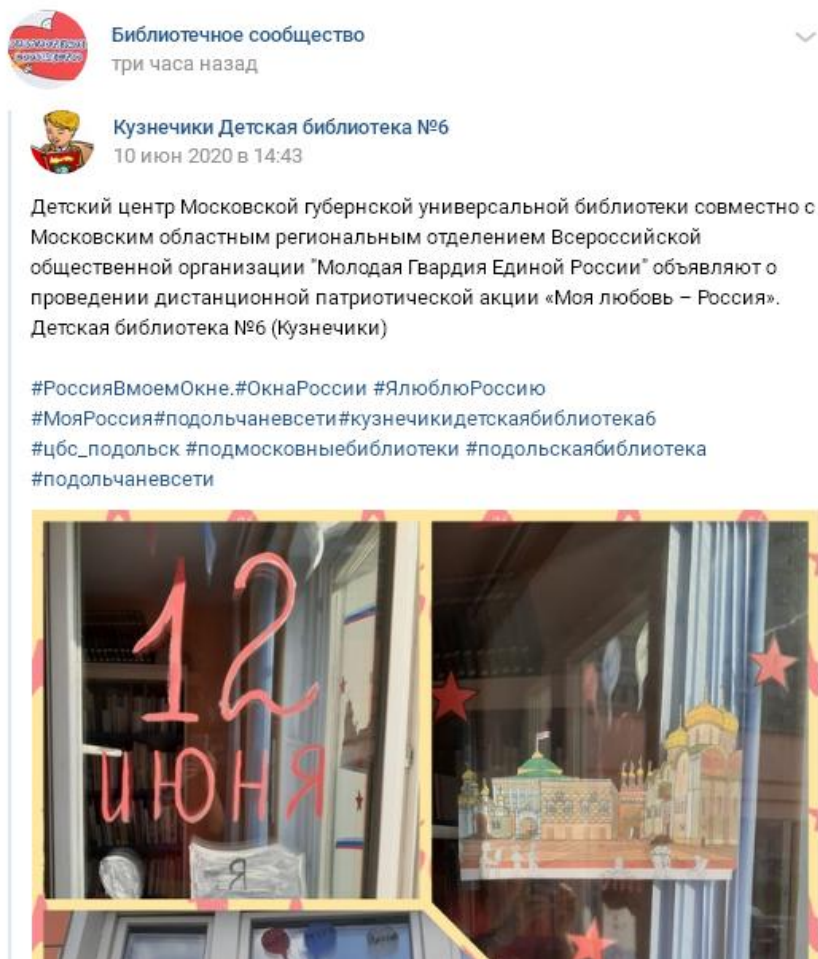 Библиотечное сообщество
три часа назад
Кузнечики Детская библиотека №6
10 июн 2020 в 14:43
Детский центр Московской губернской универсальной библиотеки совместно с
Московским областным региональным отделением Всероссийской
общественной организации "Молодая Гвардия Единой России" объявляют о
проведении дистанционной патриотической акции «Моя любовь – Россия».
Детская библиотека №6 (Кузнечики)
#РоссияВмоемОкне.#ОкнаРоссии #ЯлюблюРоссию
#МояРоссия#подольчаневсети#кузнечикидетскаябиблиотека6
#цбс_подольск #подмосковныебиблиотеки #подольскаябиблиотека
#подольчаневсети
12
июня
Я